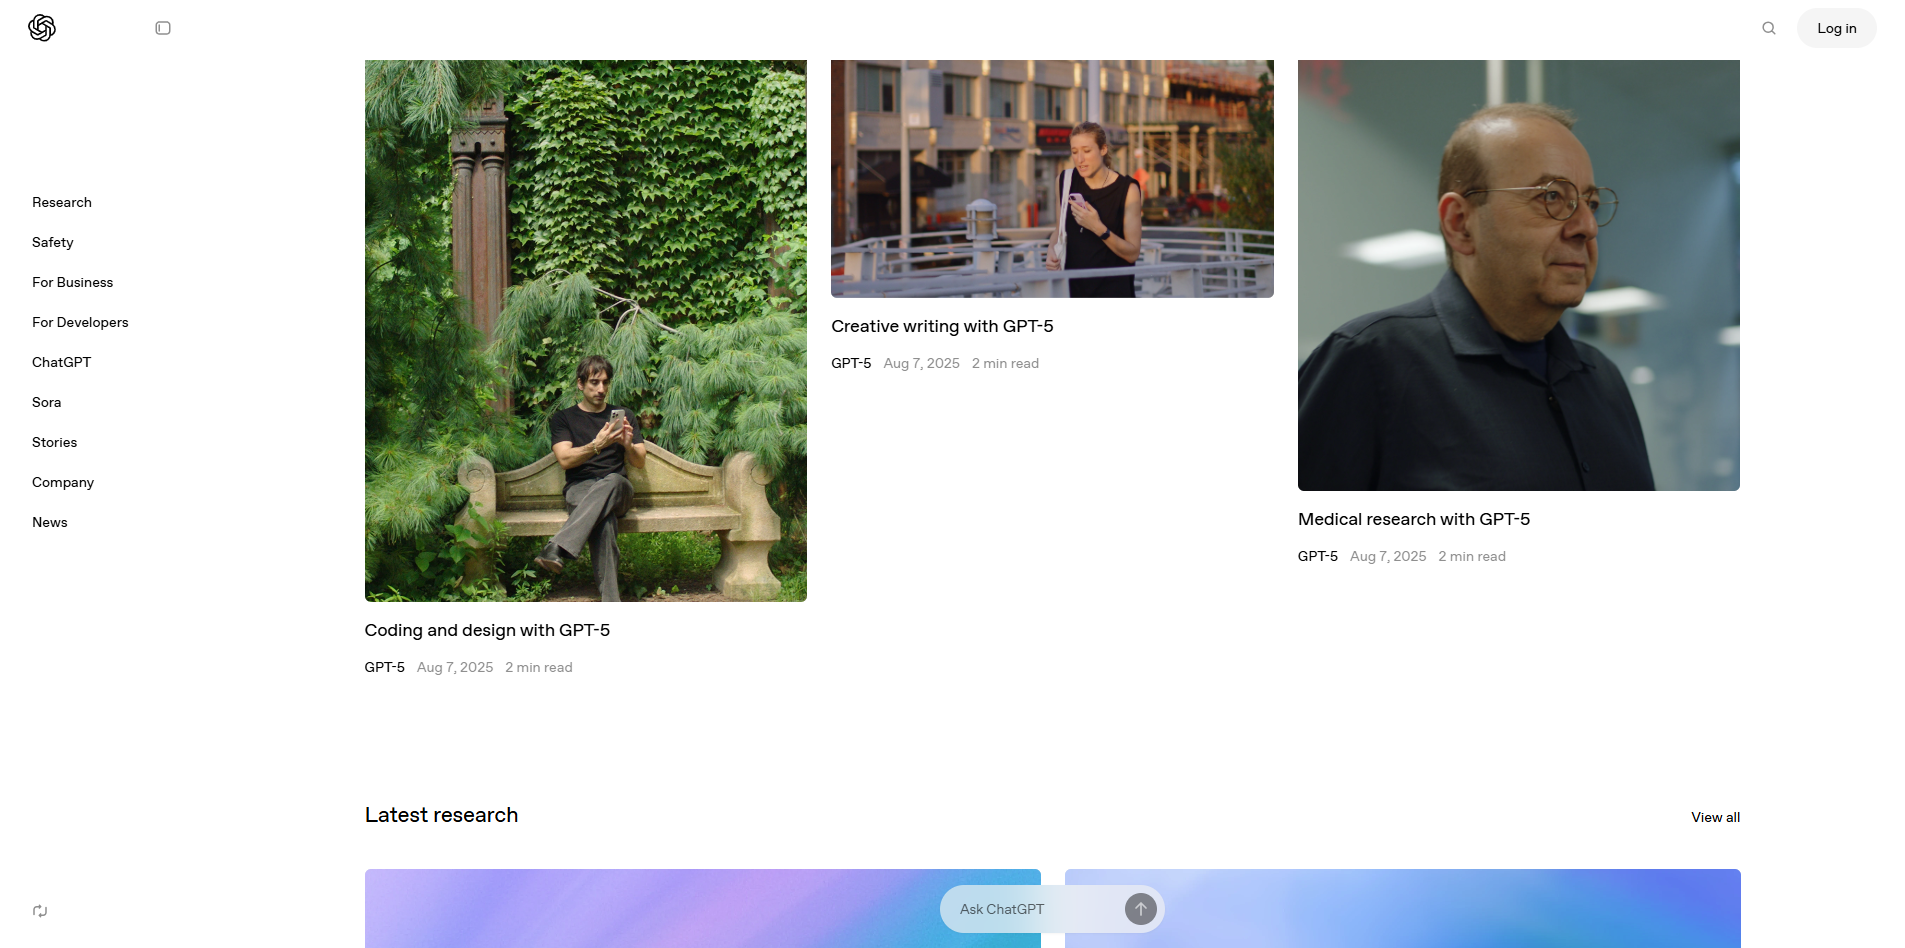 Log in
Research
Safety
For Business
For Developers
ChatGPT
Sora
Stories
Company
News
Creative writing with GPT-5
GPT-5 Aug 7, 2025 2 min read
Medical research with GPT-5
GPT-5 Aug 7, 2025 2 min read
Coding and design with GPT-5
GPT-5 Aug 7, 2025 2 min read
Latest research
View all
Ask ChatGPT